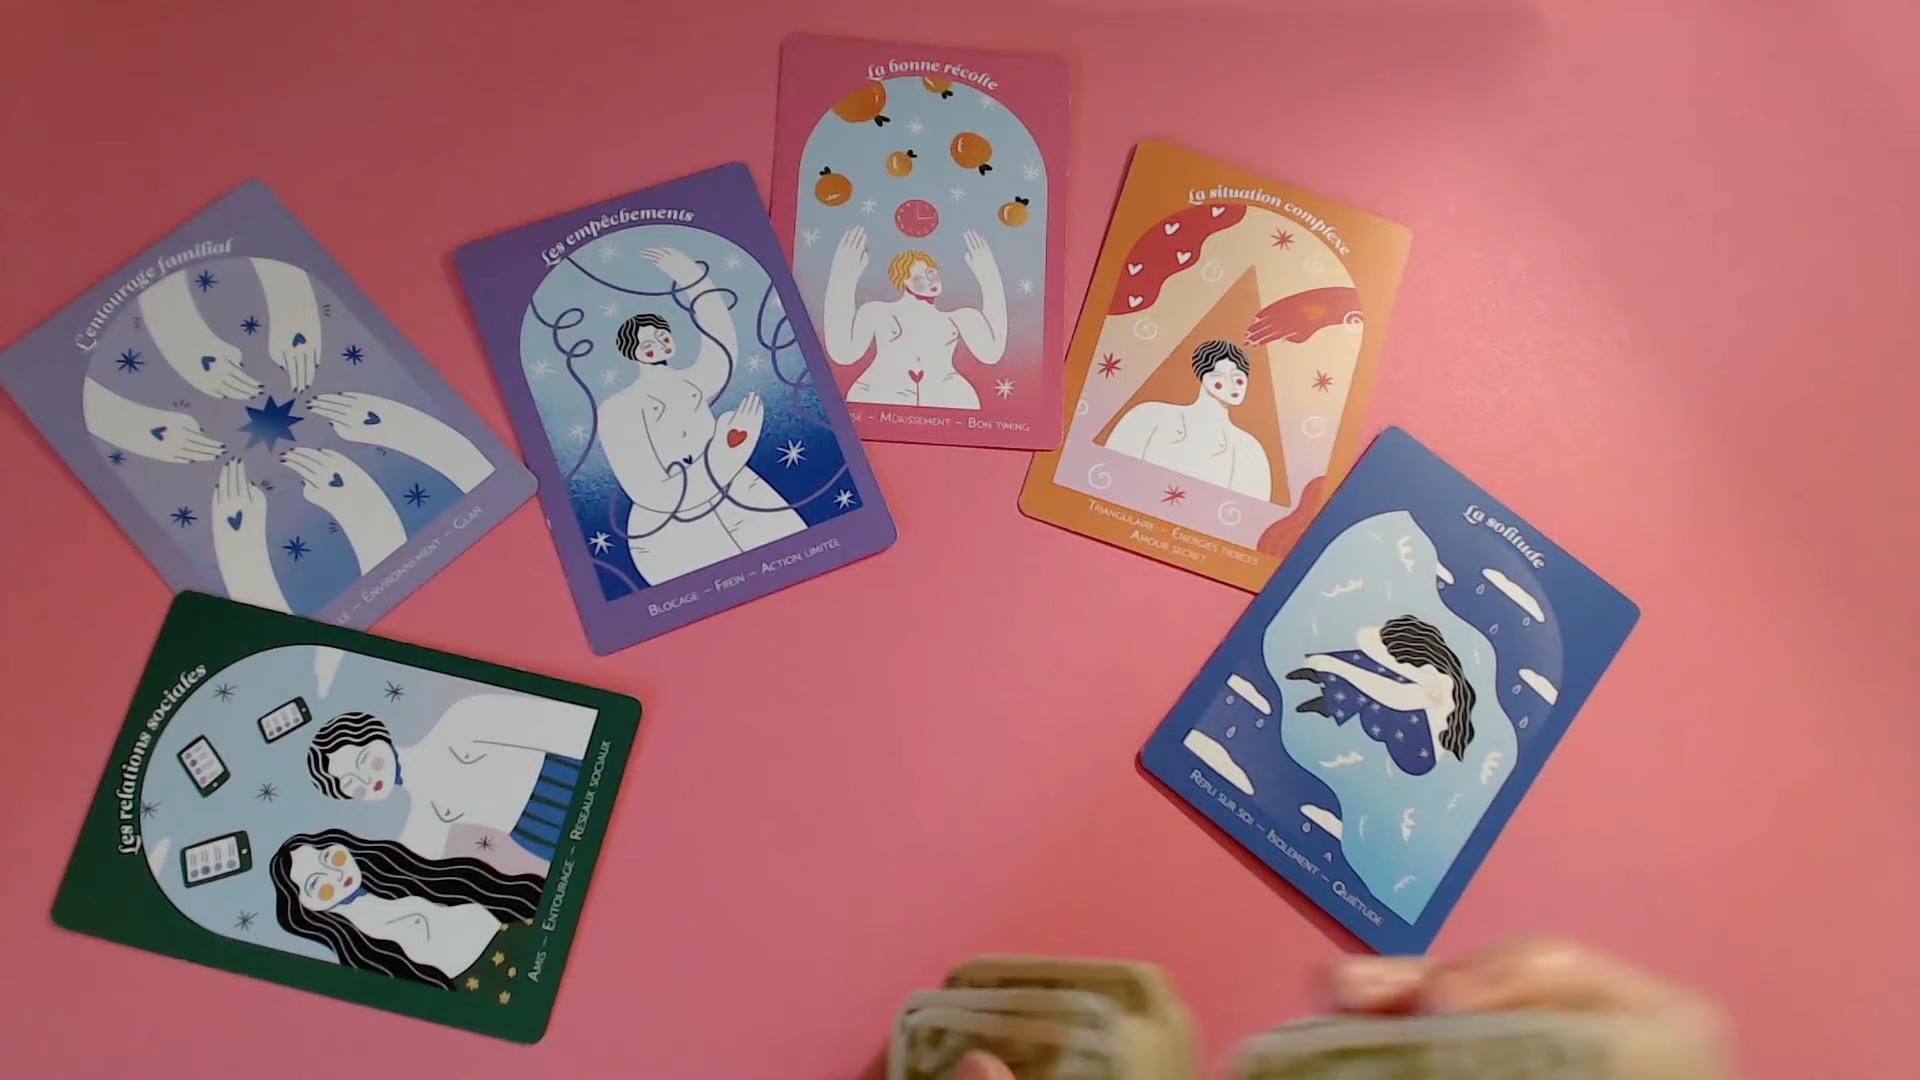 La bonne récolte
Mûrissement – Bon timing
Les empêchements
Blocage – Frein – Action limitée
La situation complexe
Triangulaire – Énergies tierces
Amour secret
L'entourage familial
Environnement – Clan
La solitude
Repli sur soi – Isolement – Quiétude
Les relations sociales
Amis – Entourage – Réseaux sociaux